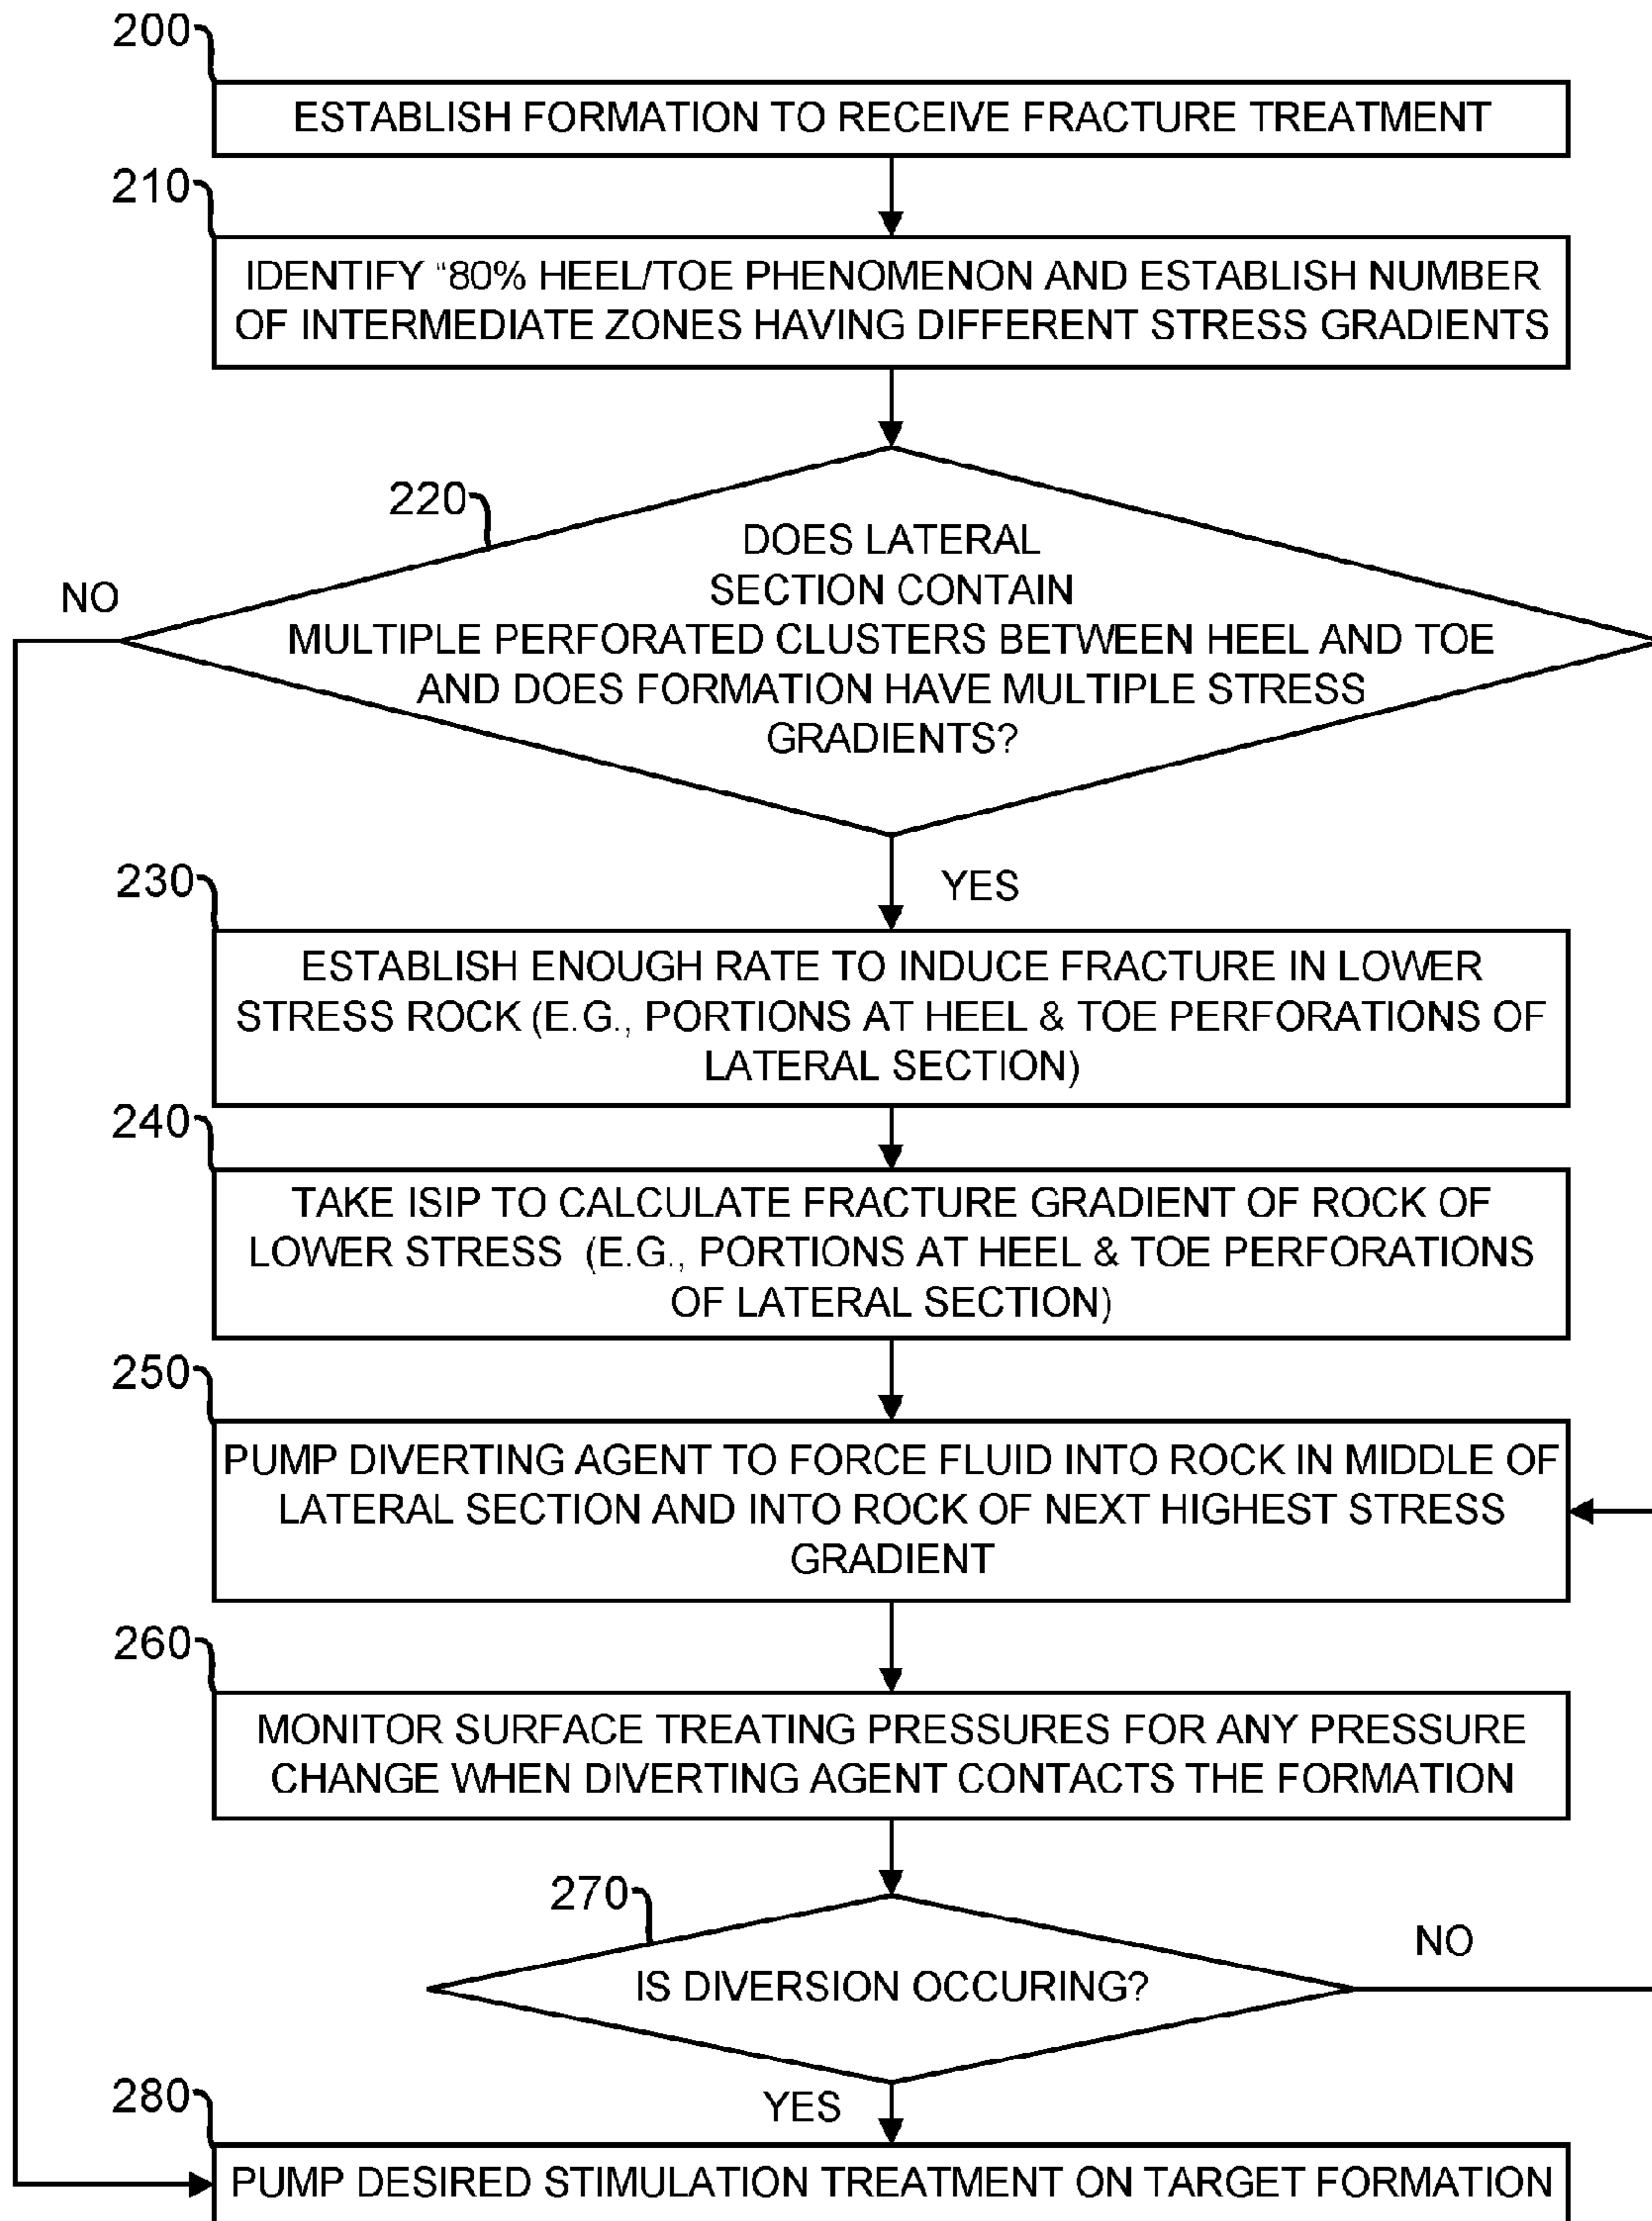 200
ESTABLISH FORMATION TO RECEIVE FRACTURE TREATMENT
210
IDENTIFY "80% HEEL/TOE PHENOMENON AND ESTABLISH NUMBER
OF INTERMEDIATE ZONES HAVING DIFFERENT STRESS GRADIENTS
220
DOES LATERAL
SECTION CONTAIN
MULTIPLE PERFORATED CLUSTERS BETWEEN HEEL AND TOE
AND DOES FORMATION HAVE MULTIPLE STRESS
GRADIENTS?
NO
YES
230
ESTABLISH ENOUGH RATE TO INDUCE FRACTURE IN LOWER
STRESS ROCK (E.G., PORTIONS AT HEEL & TOE PERFORATIONS OF
LATERAL SECTION)
240
TAKE ISIP TO CALCULATE FRACTURE GRADIENT OF ROCK OF
LOWER STRESS (E.G., PORTIONS AT HEEL & TOE PERFORATIONS
OF LATERAL SECTION)
250
PUMP DIVERTING AGENT TO FORCE FLUID INTO ROCK IN MIDDLE OF
LATERAL SECTION AND INTO ROCK OF NEXT HIGHEST STRESS
GRADIENT
260
MONITOR SURFACE TREATING PRESSURES FOR ANY PRESSURE
CHANGE WHEN DIVERTING AGENT CONTACTS THE FORMATION
270
IS DIVERSION OCCURING?
NO
YES
280
PUMP DESIRED STIMULATION TREATMENT ON TARGET FORMATION